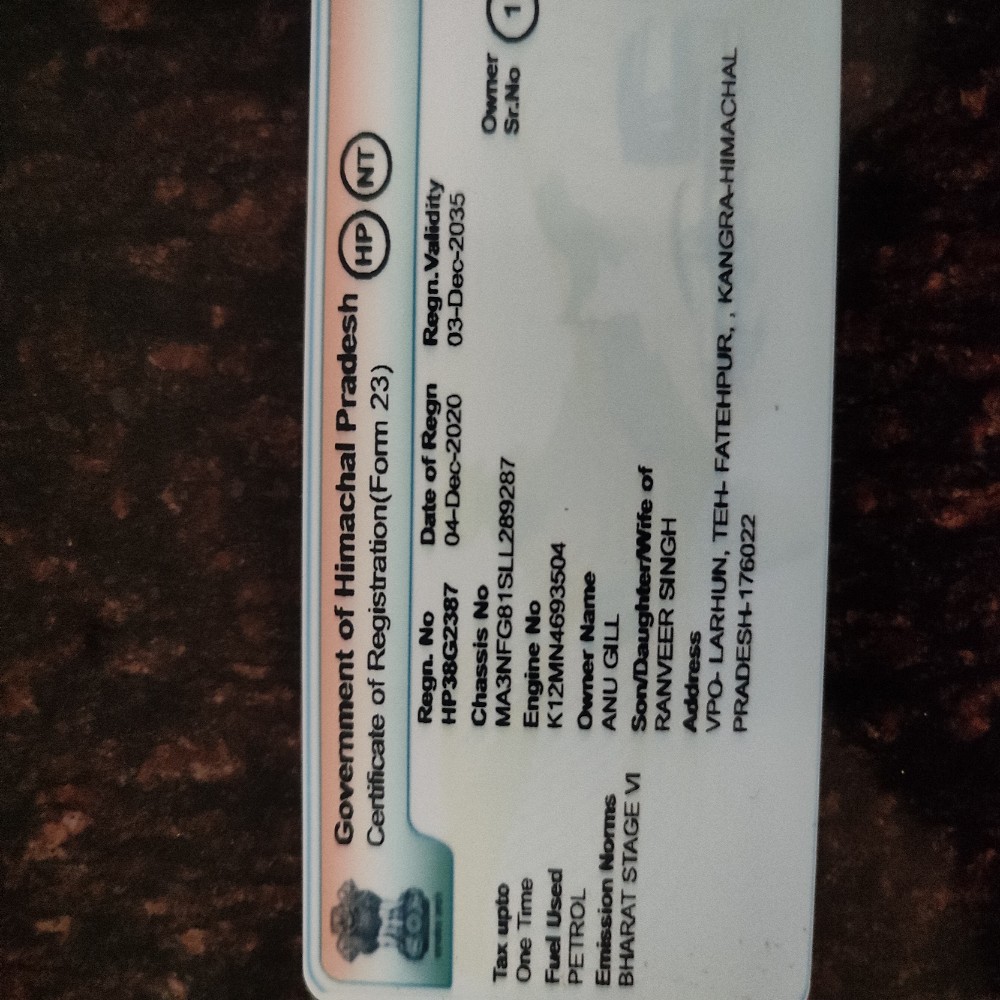 Government of Himachal Pradesh HP NT
Certificate of Registration(Form 23)
Regn. No Date of Regn Regn.Validity
HP38G2387 04-Dec-2020 03-Dec-2035
Chassis No Owner
MA3NFG81SLL289287 Sr.No 1
Engine No
K12MN4693504
Owner Name
ANU GILL
Son/Daughter/Wife of
RANVEER SINGH
Address
VPO- LARHUN, TEH- FATEHPUR, , KANGRA-HIMACHAL
PRADESH-176022
Tax upto
One Time
Fuel Used
PETROL
Emission Norms
BHARAT STAGE VI